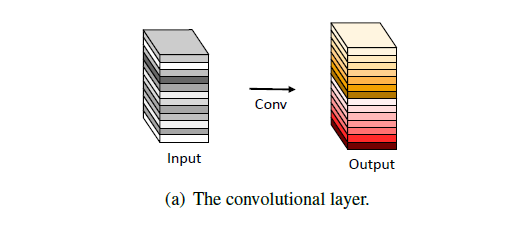 Conv
Input
Output
(a) The convolutional layer.